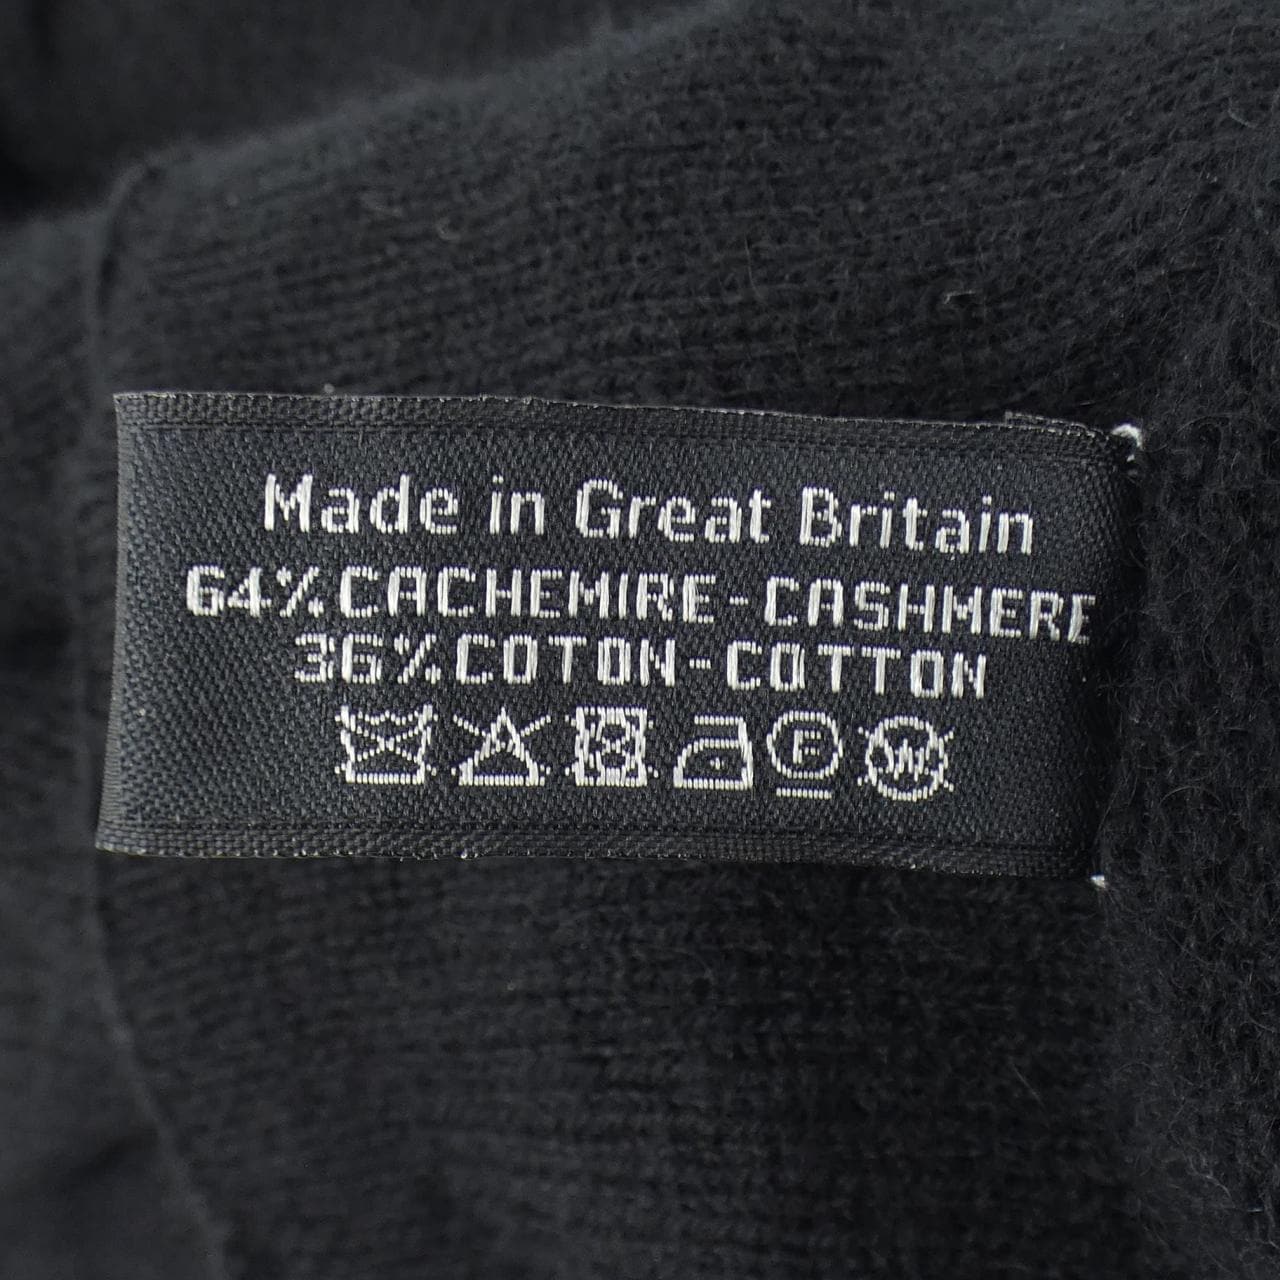 Made in Great Britain
64% CACHEMIRE-CASHMERE
36% COTON-COTTON
F W